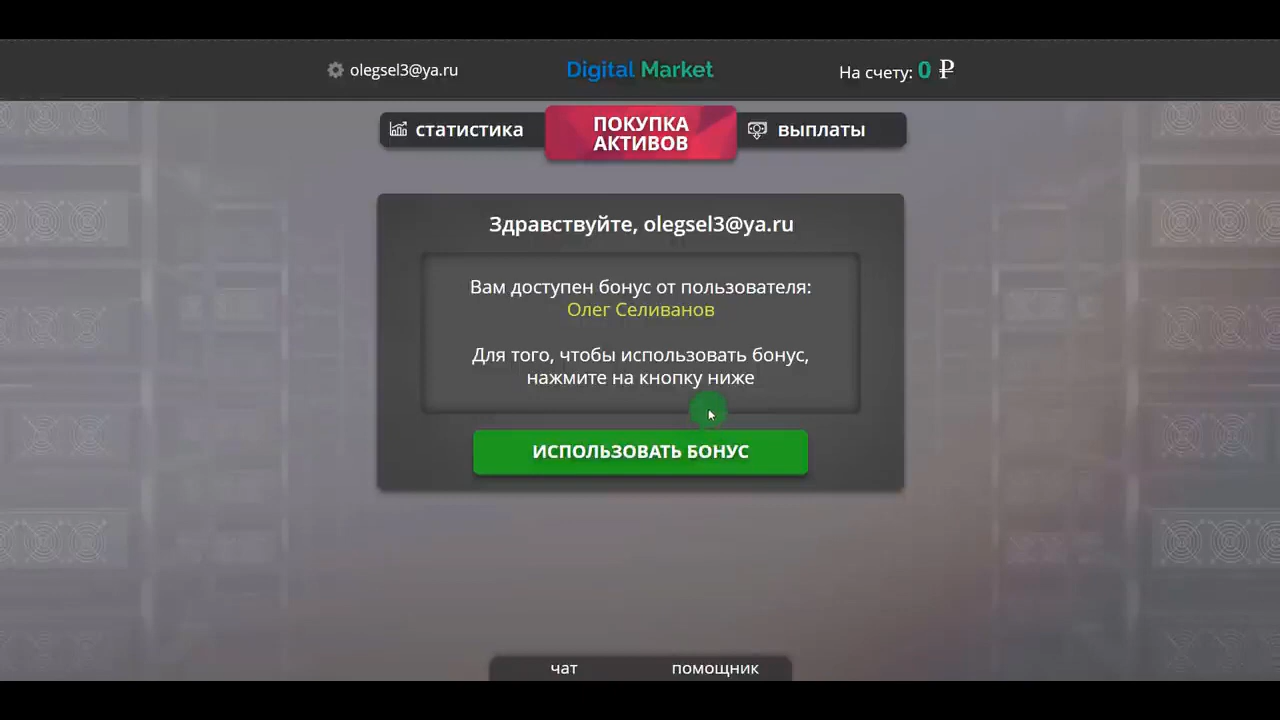 olegsel3@ya.ru
Digital Market
На счету: 0 ₽
статистика
ПОКУПКА
АКТИВОВ
выплаты
Здравствуйте, olegsel3@ya.ru
Вам доступен бонус от пользователя:
Олег Селиванов
Для того, чтобы использовать бонус,
нажмите на кнопку ниже
ИСПОЛЬЗОВАТЬ БОНУС
чат
помощник